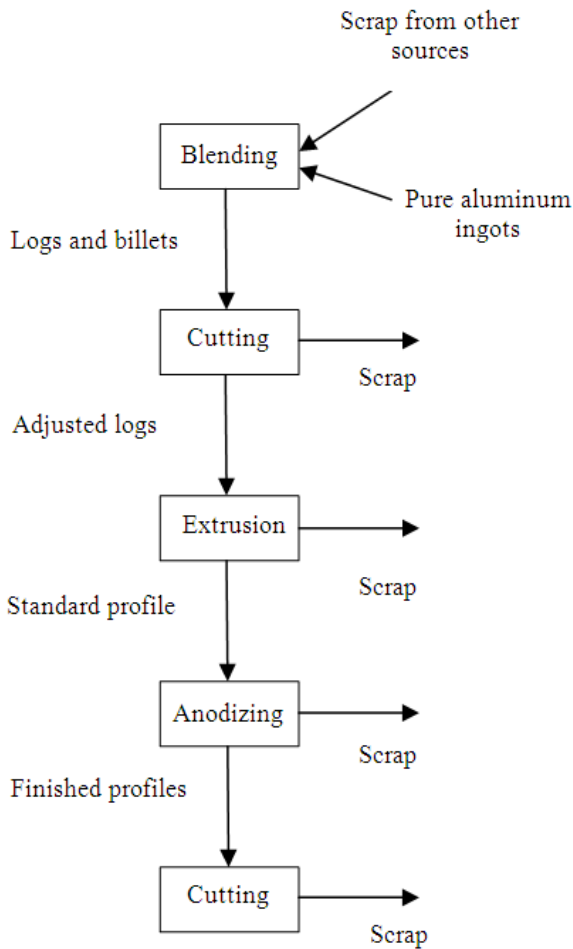 Scrap from other
sources
Blending
Pure aluminum
ingots
Logs and billets
Cutting
Scrap
Adjusted logs
Extrusion
Scrap
Standard profile
Anodizing
Scrap
Finished profiles
Cutting
Scrap